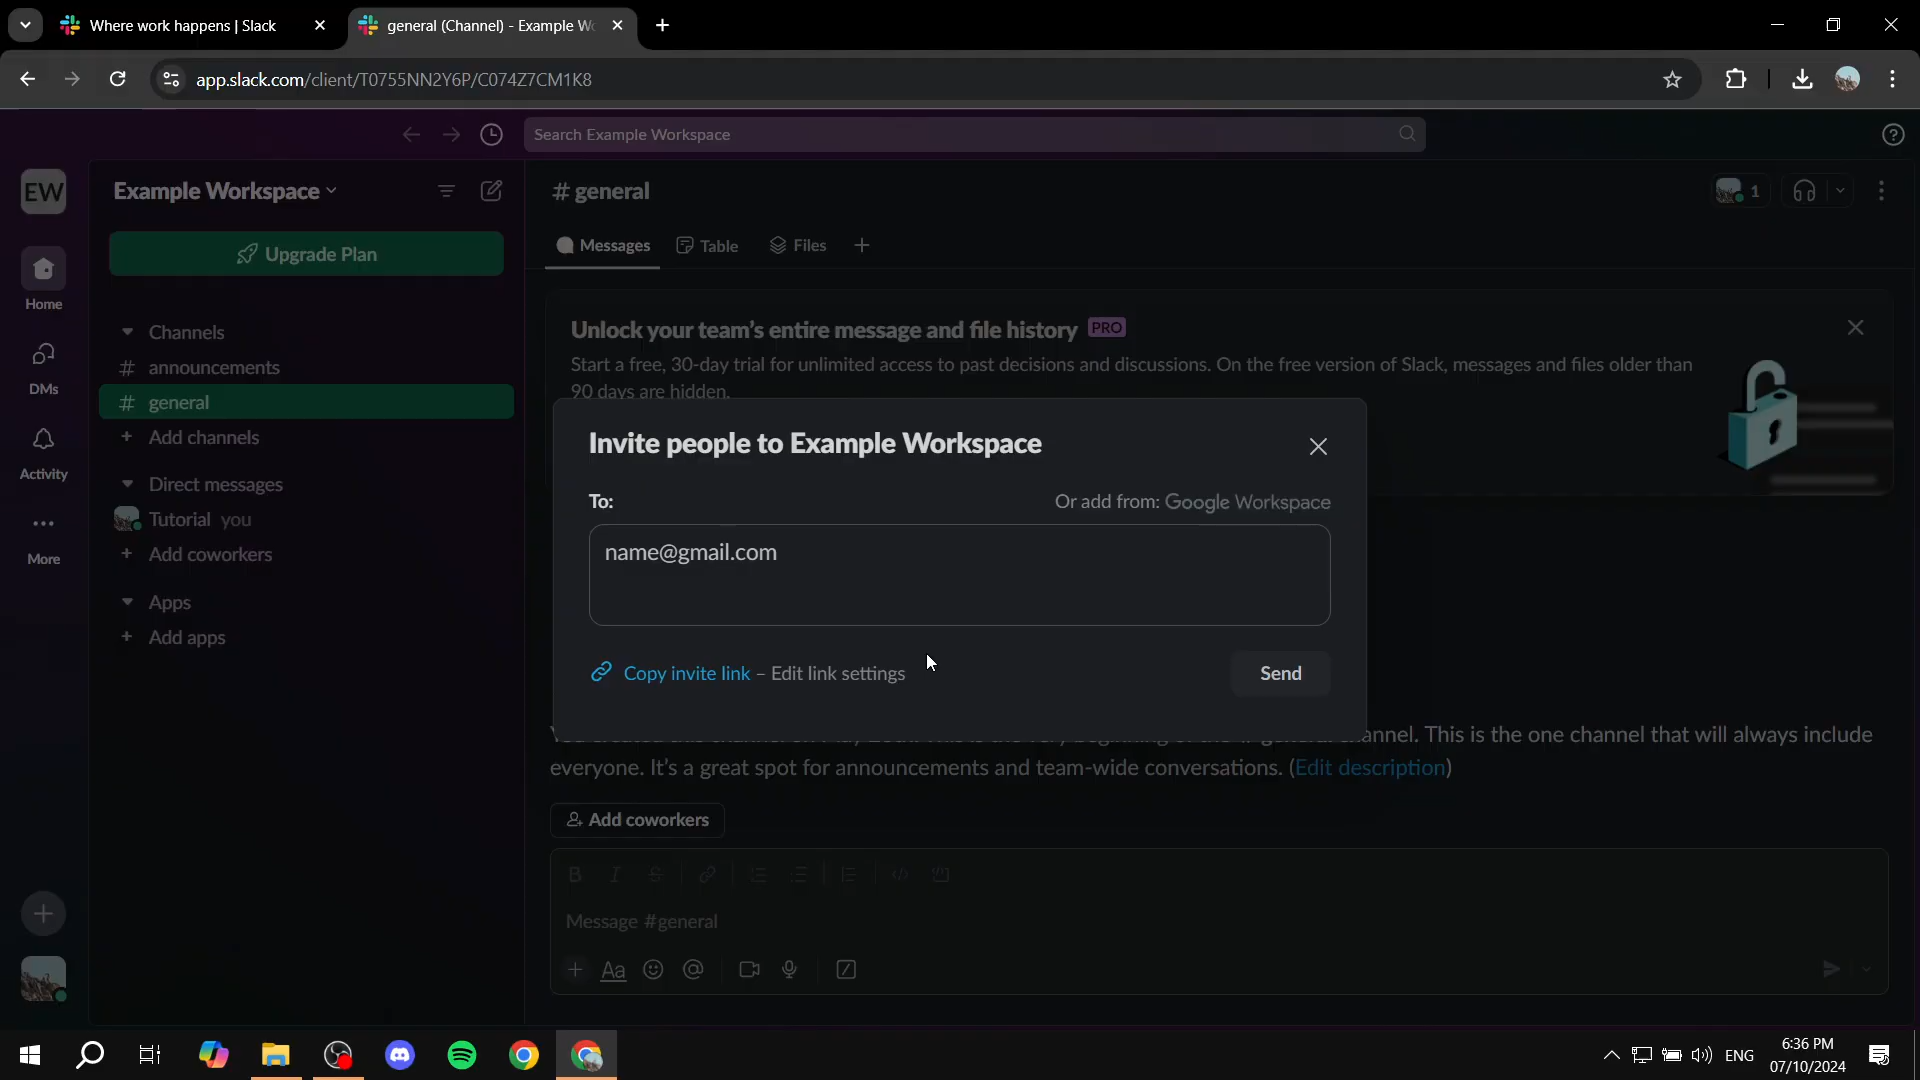 Where work happens | Slack
general (Channel) - Example Wo
app.slack.com/client/T0755NN2Y6P/C074Z7CM1K8
Search Example Workspace
EW
Example Workspace
# general
1
Upgrade Plan
Messages
Table
Files
Home
DMs
Activity
More
Channels
# announcements
# general
+ Add channels
Direct messages
Tutorial you
+ Add coworkers
Apps
+ Add apps
Unlock your team's entire message and file history PRO
Start a free, 30-day trial for unlimited access to past decisions and discussions. On the free version of Slack, messages and files older than
90 days are hidden.
Invite people to Example Workspace
To:
Or add from: Google Workspace
name@gmail.com
Copy invite link – Edit link settings
Send
channel. This is the one channel that will always include
everyone. It's a great spot for announcements and team-wide conversations. (Edit description)
Add coworkers
B I S
Message #general
Aa
ENG
6:36 PM
07/10/2024